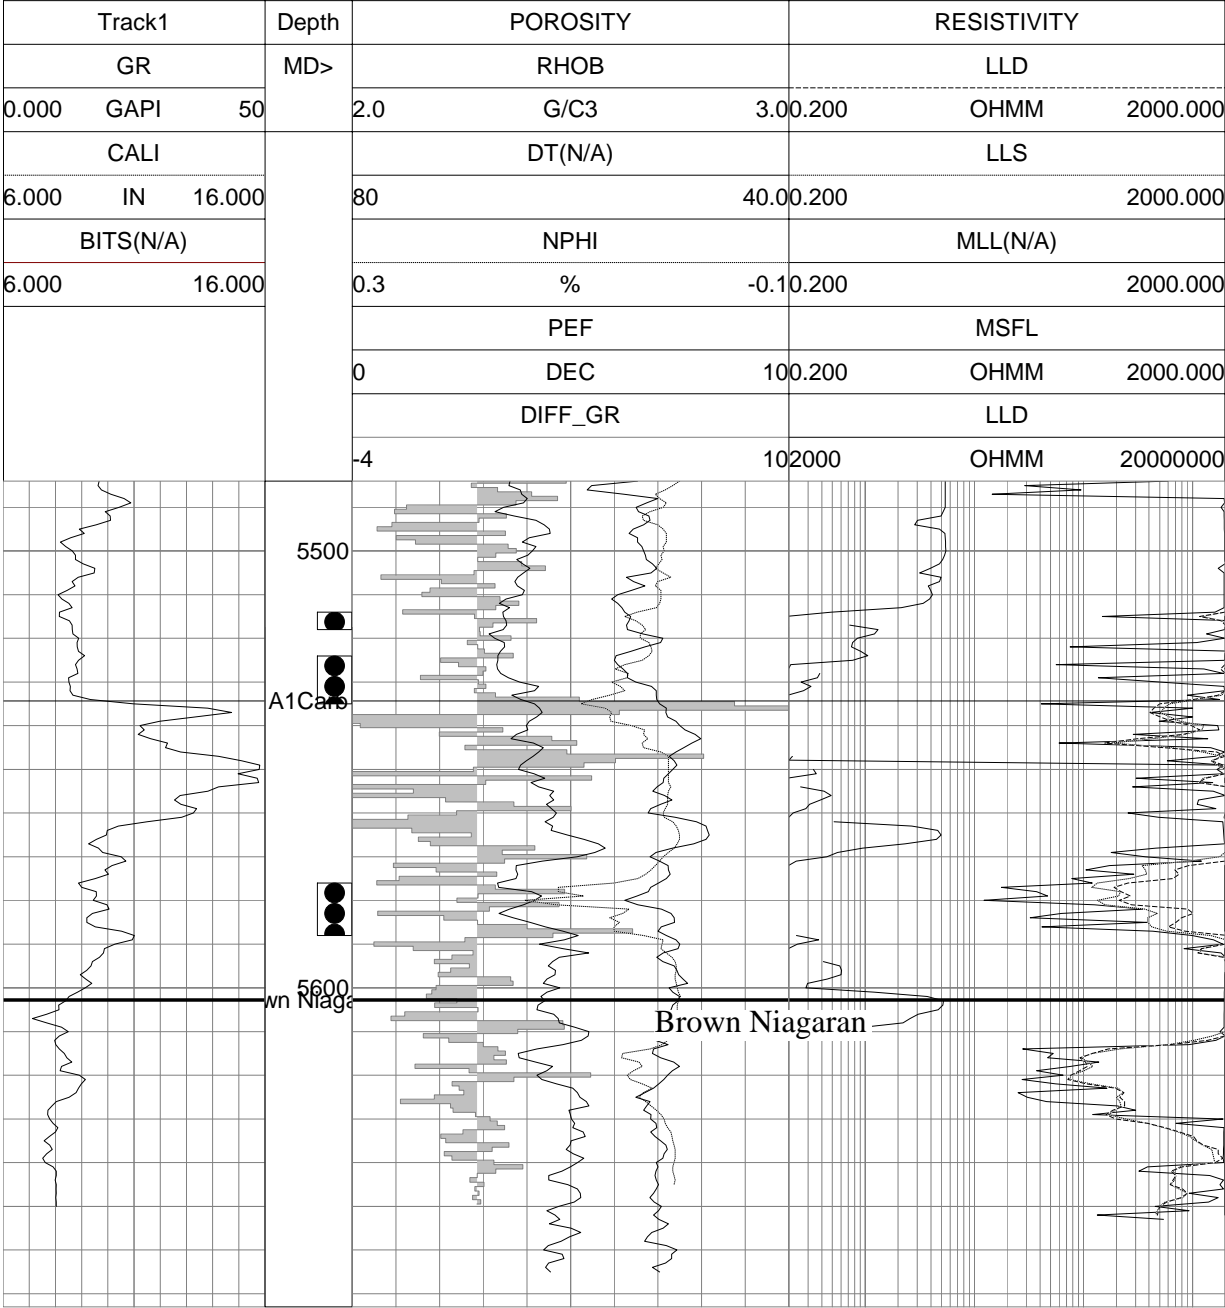 Track1 Depth POROSITY RESISTIVITY
GR MD> RHOB LLD
0.000 GAPI 50 2.0 G/C3 3.0 0.200 OHMM 2000.000
CALI DT(N/A) LLS
6.000 IN 16.000 80 40.0 0.200 2000.000
BITS(N/A) NPHI MLL(N/A)
6.000 16.000 0.3 % -0.1 0.200 2000.000
PEF MSFL
0 DEC 10 0.200 OHMM 2000.000
DIFF_GR LLD
-4 10 2000 OHMM 20000000
5500
A1Carb
5600
wn Niaga
Brown Niagaran